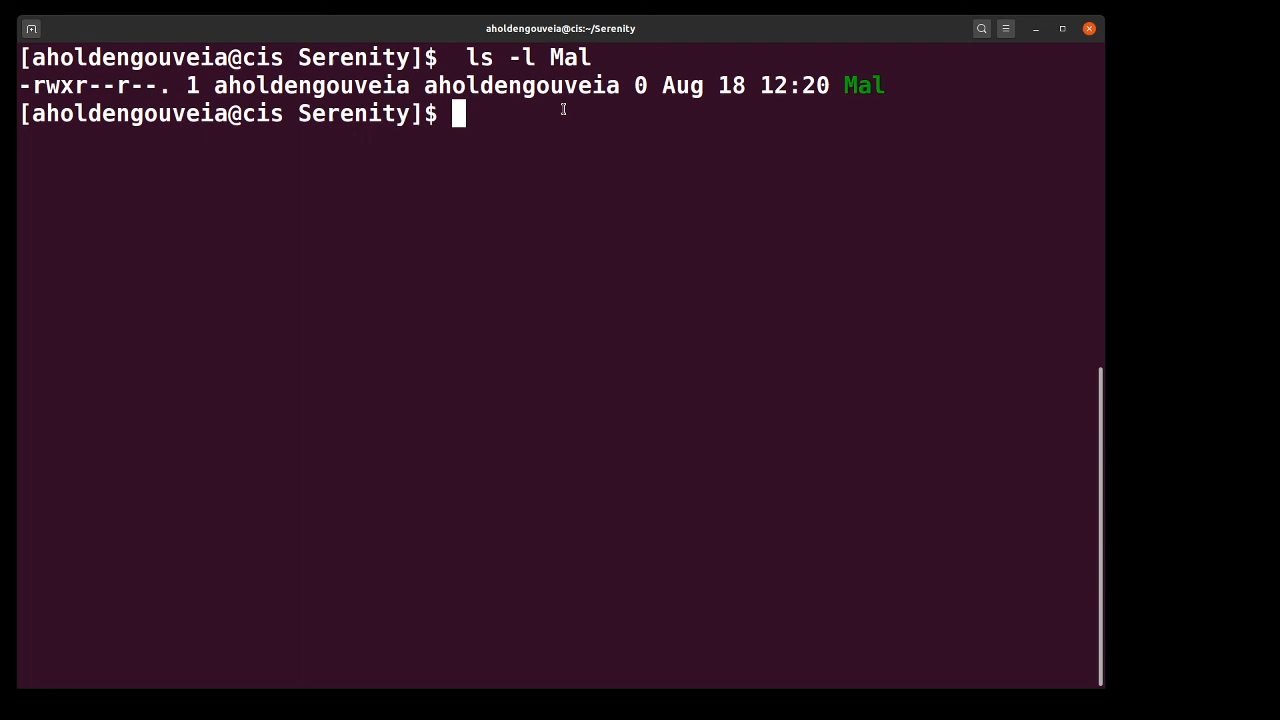 aholdengouveia@cis:~/Serenity
[aholdengouveia@cis Serenity]$  ls -l Mal
-rwxr--r--. 1 aholdengouveia aholdengouveia 0 Aug 18 12:20 Mal
[aholdengouveia@cis Serenity]$